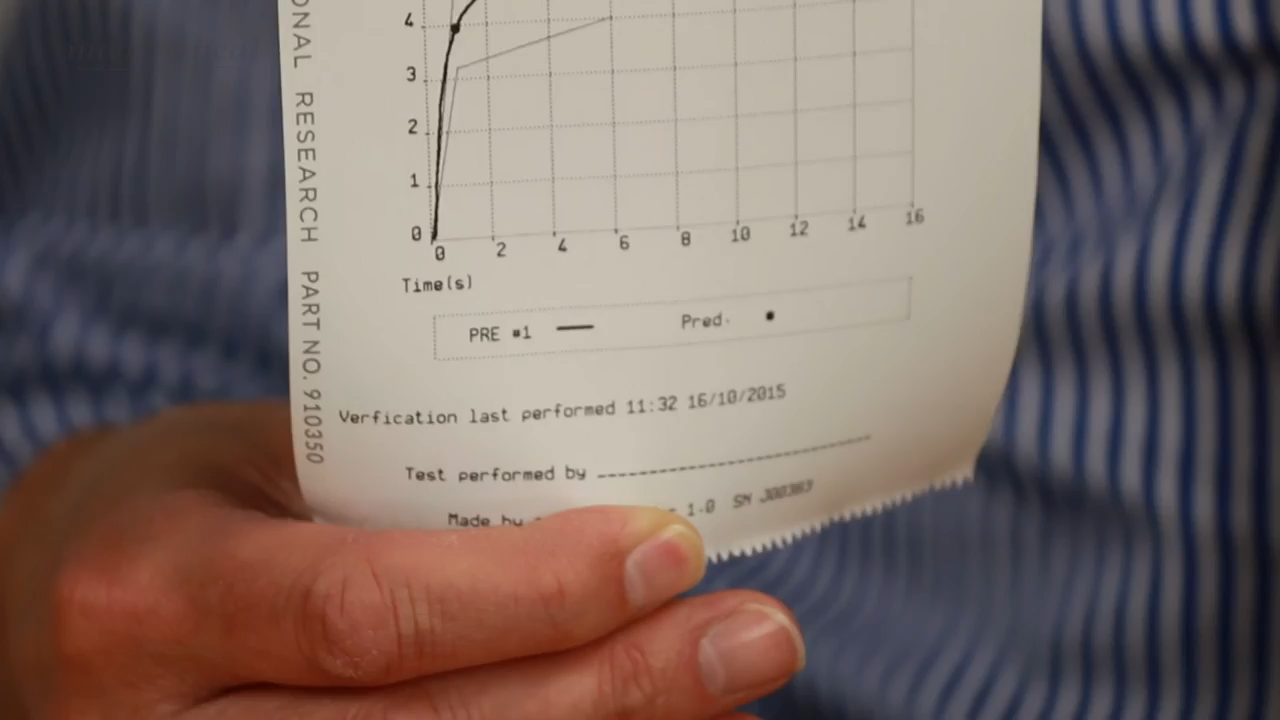 ONAL RESEARCH PART NO. 910350
4
3
2
1
0
0 2 4 6 8 10 12 14 16
Time(s)
PRE #1 Pred.
Verfication last performed 11:32 16/10/2015
Test performed by
Made by 1.0 SN J00383